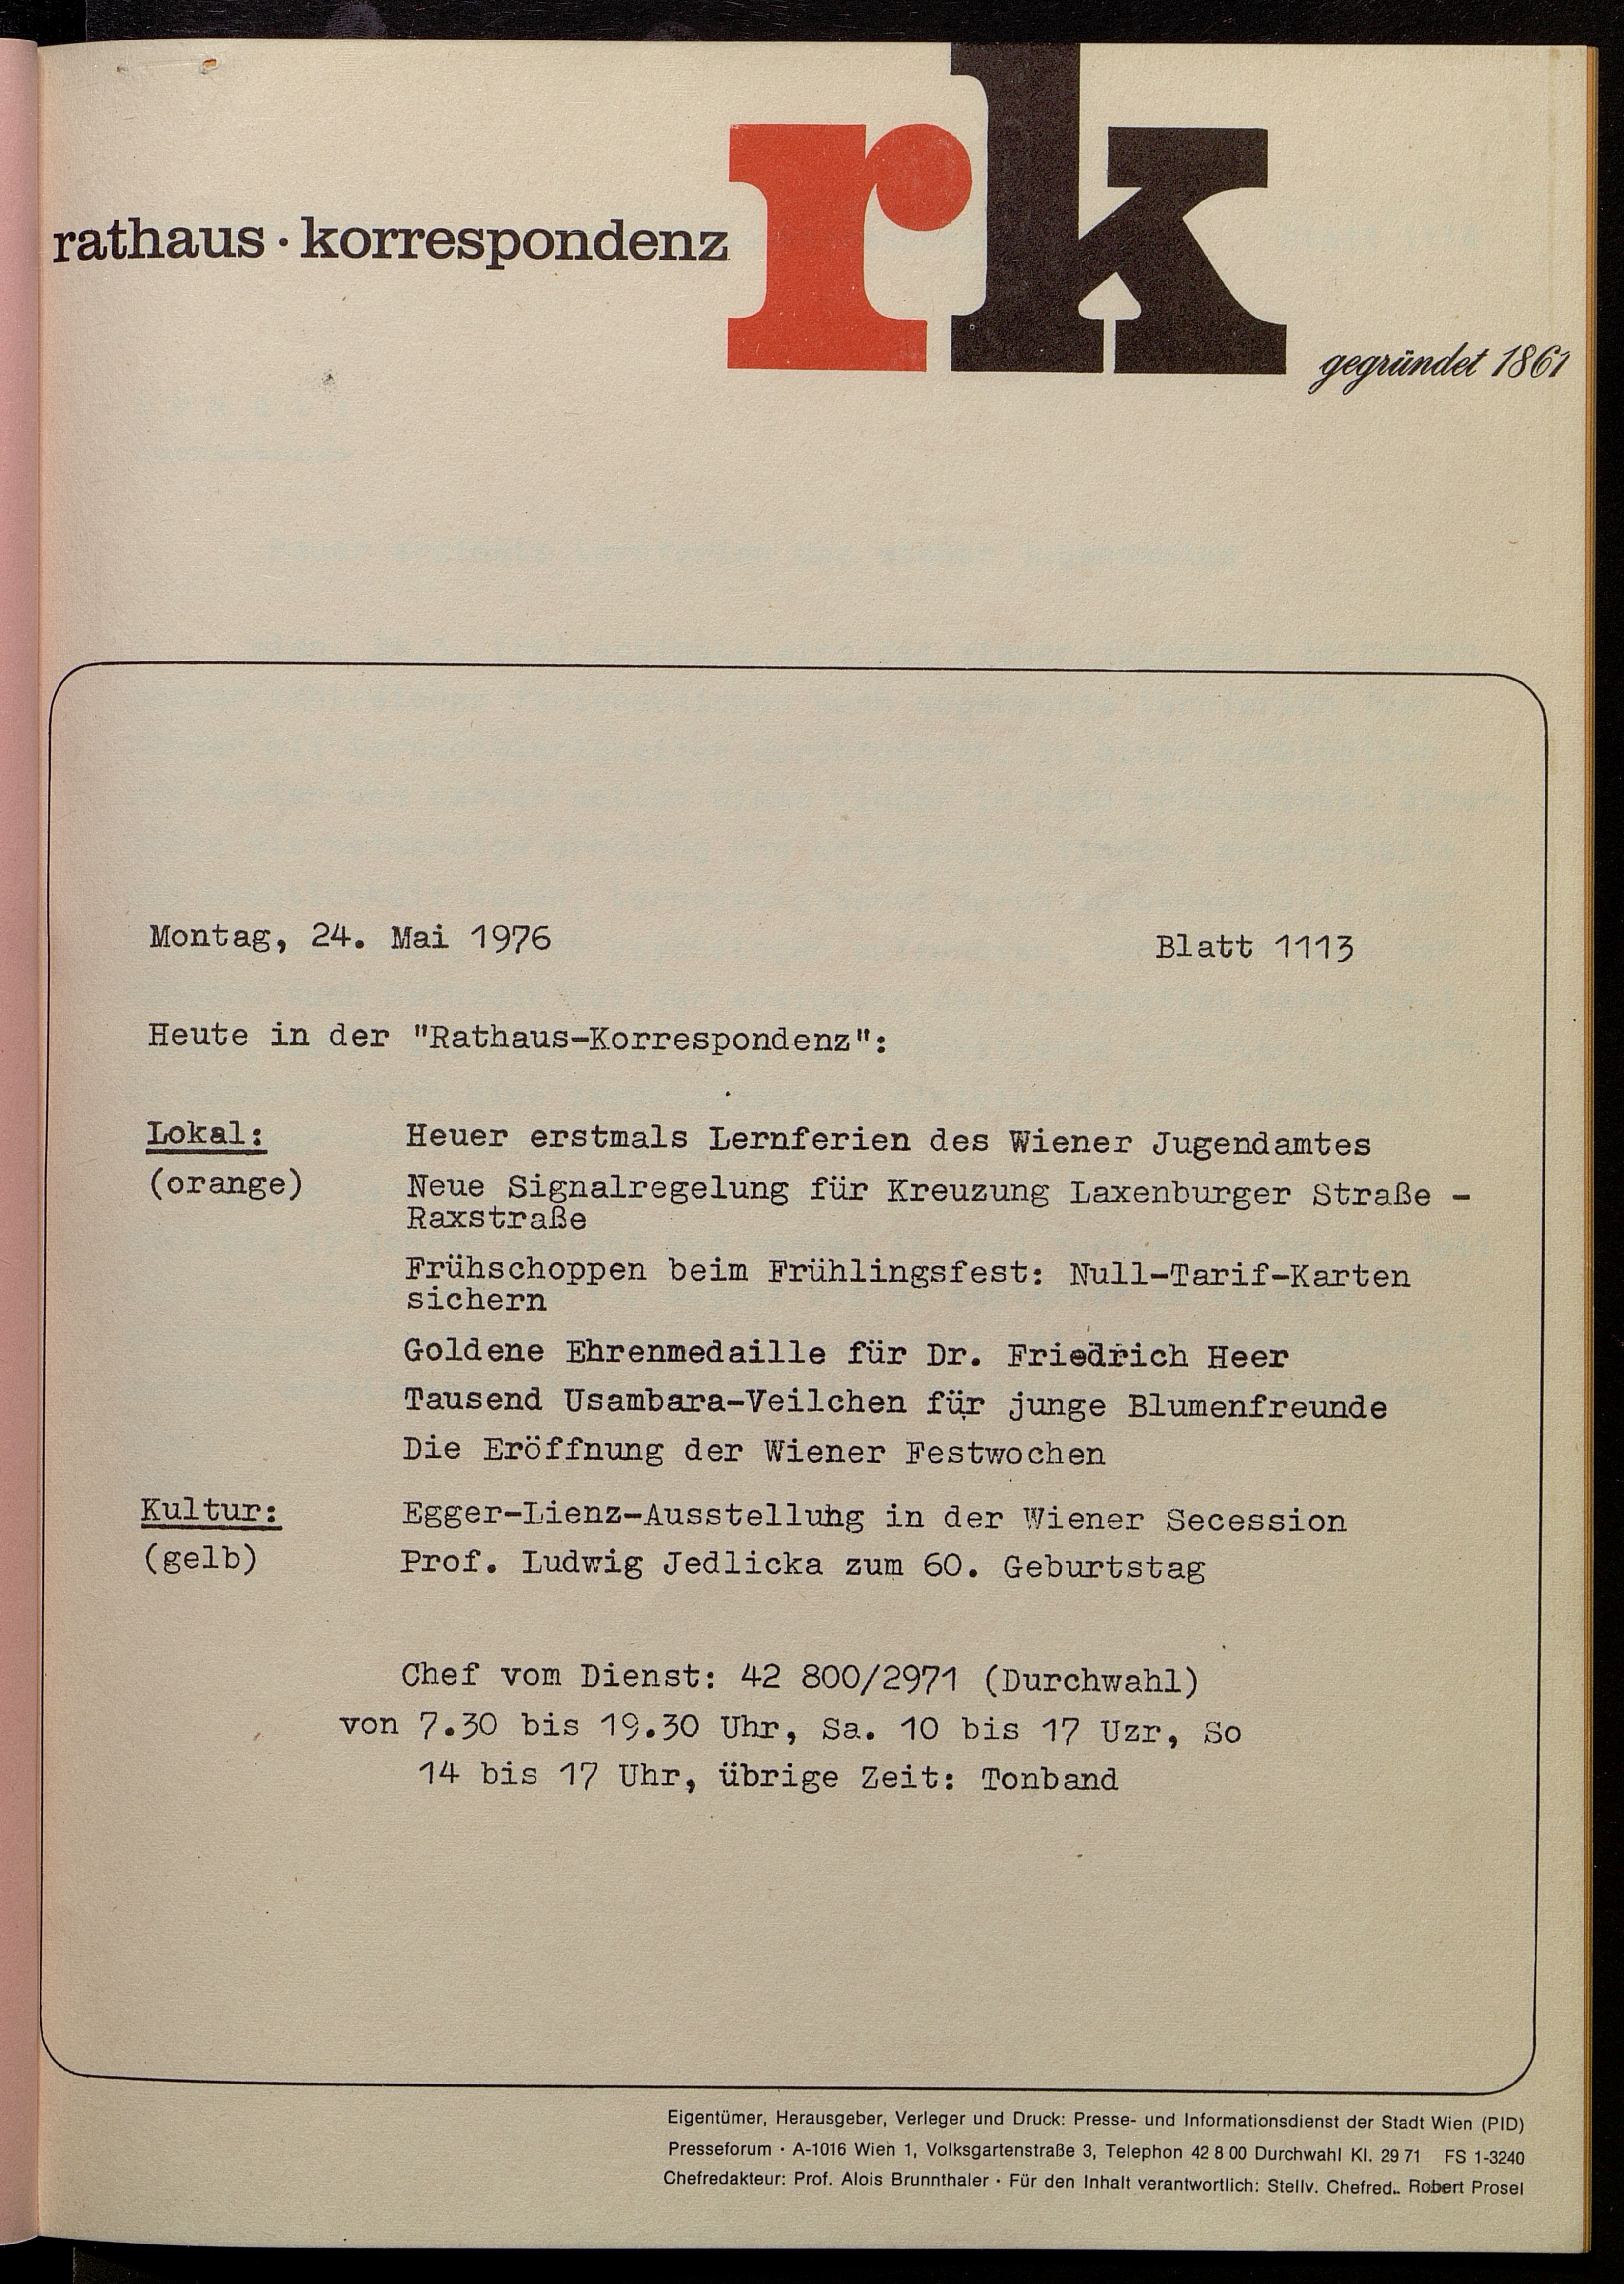 rathaus · korrespondenz rk
gegründet 1861
Montag, 24. Mai 1976 Blatt 1113
Heute in der "Rathaus-Korrespondenz":
Lokal: Heuer erstmals Lernferien des Wiener Jugendamtes
(orange) Neue Signalregelung für Kreuzung Laxenburger Straße -
Raxstraße
Frühschoppen beim Frühlingsfest: Null-Tarif-Karten
sichern
Goldene Ehrenmedaille für Dr. Friedrich Heer
Tausend Usambara-Veilchen für junge Blumenfreunde
Die Eröffnung der Wiener Festwochen
Kultur: Egger-Lienz-Ausstellung in der Wiener Secession
(gelb) Prof. Ludwig Jedlicka zum 60. Geburtstag
Chef vom Dienst: 42 800/2971 (Durchwahl)
von 7.30 bis 19.30 Uhr, Sa. 10 bis 17 Uzr, So
14 bis 17 Uhr, übrige Zeit: Tonband
Eigentümer, Herausgeber, Verleger und Druck: Presse- und Informationsdienst der Stadt Wien (PID)
Presseforum · A-1016 Wien 1, Volksgartenstraße 3, Telephon 42 8 00 Durchwahl Kl. 29 71 FS 1-3240
Chefredakteur: Prof. Alois Brunnthaler · Für den Inhalt verantwortlich: Stellv. Chefred.. Robert Prosel